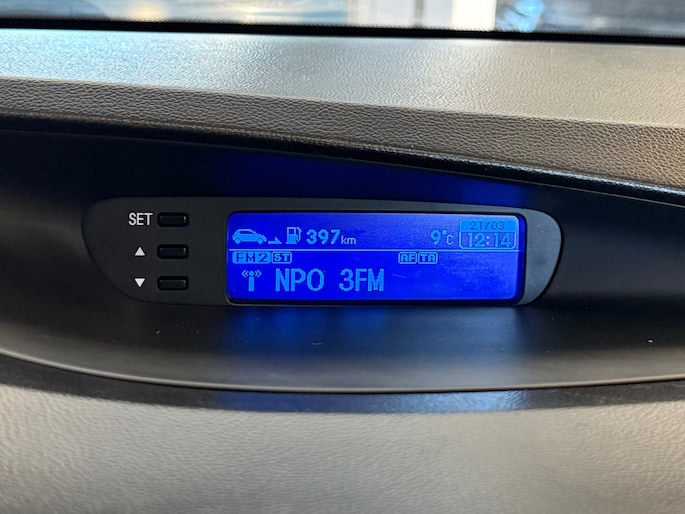 SET
▲
▼
397km 9°C 21/03
12:14
FM2 ST AF TA
NPO 3FM